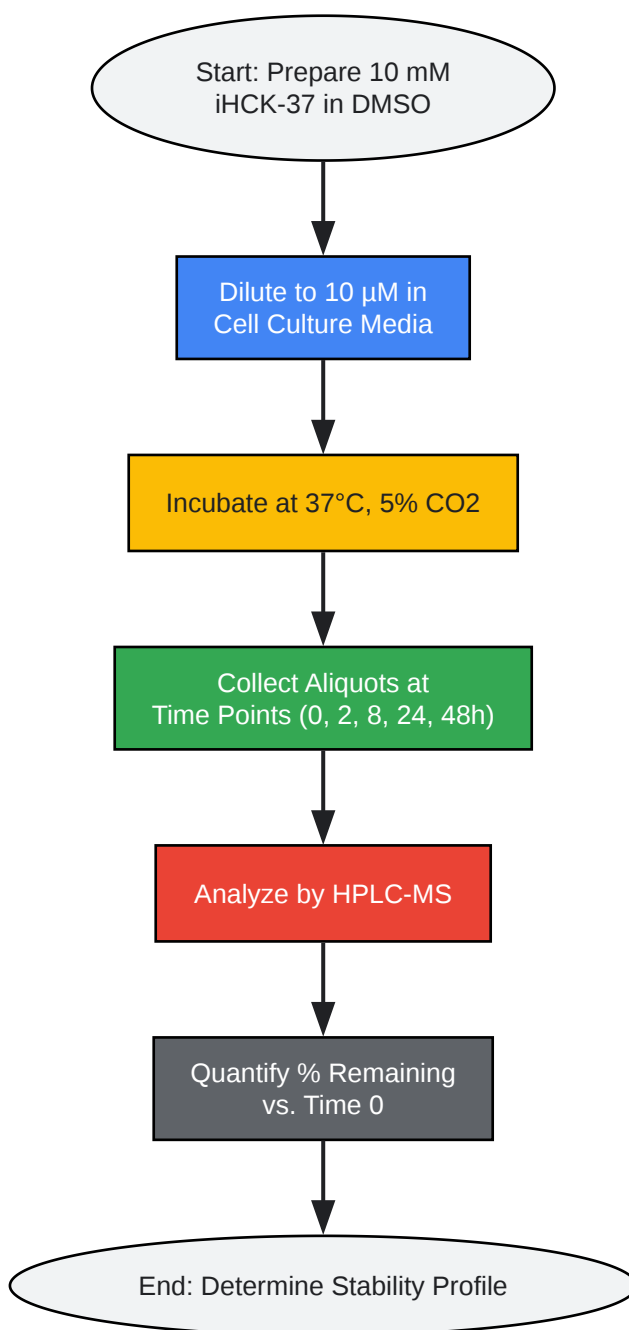 Start: Prepare 10 mM
iHCK-37 in DMSO
Dilute to 10 µM in
Cell Culture Media
Incubate at 37°C, 5% CO2
Collect Aliquots at
Time Points (0, 2, 8, 24, 48h)
Analyze by HPLC-MS
Quantify % Remaining
vs. Time 0
End: Determine Stability Profile